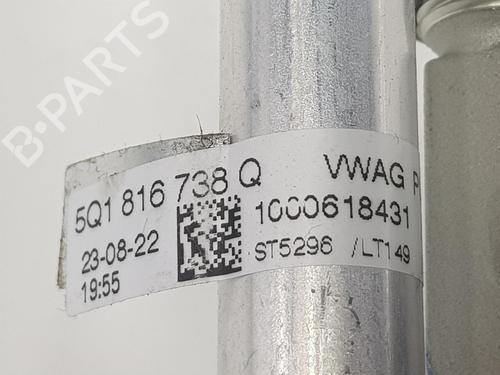 B-PARTS
5Q1 816 738 Q
VWAG P
23-08-22
1000618431
19:55
ST5296 /LT149